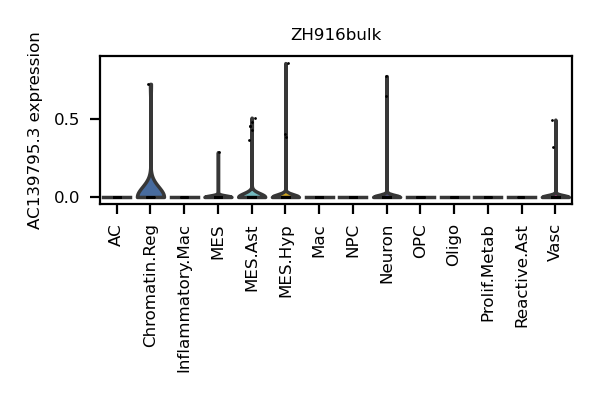 ZH916bulk
AC139795.3 expression
0.5
0.0
AC
Chromatin.Reg
Inflammatory.Mac
MES
MES.Ast
MES.Hyp
Mac
NPC
Neuron
OPC
Oligo
Prolif.Metab
Reactive.Ast
Vasc